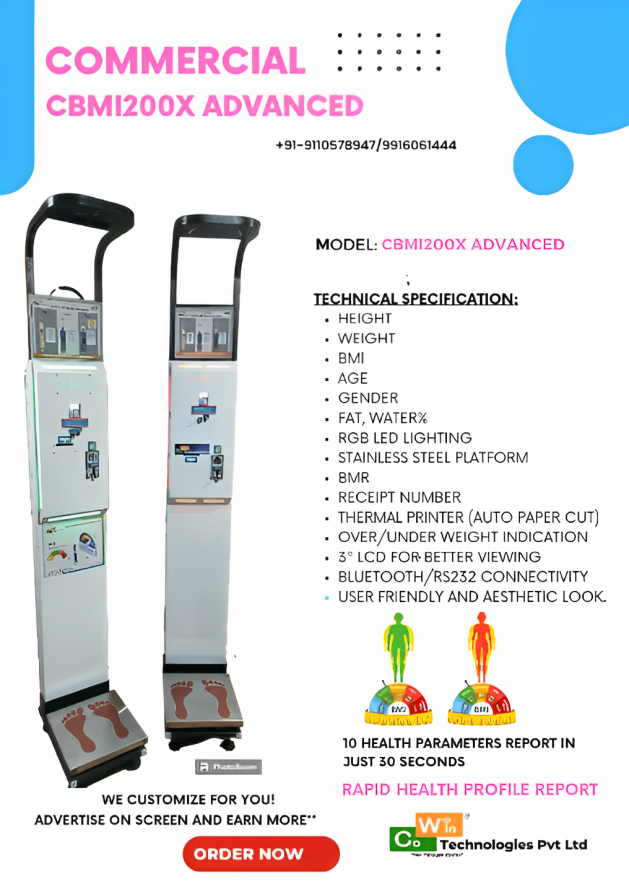 COMMERCIAL
CBMI200X ADVANCED
+91-9110578947/9916061444
MODEL: CBMI200X ADVANCED
TECHNICAL SPECIFICATION:
• HEIGHT
• WEIGHT
• BMI
• AGE
• GENDER
• FAT, WATER%
• RGB LED LIGHTING
• STAINLESS STEEL PLATFORM
• BMR
• RECEIPT NUMBER
• THERMAL PRINTER (AUTO PAPER CUT)
• OVER/UNDER WEIGHT INDICATION
• 3" LCD FOR BETTER VIEWING
• BLUETOOTH/RS232 CONNECTIVITY
• USER FRIENDLY AND AESTHETIC LOOK.
10 HEALTH PARAMETERS REPORT IN
JUST 30 SECONDS
RAPID HEALTH PROFILE REPORT
WE CUSTOMIZE FOR YOU!
ADVERTISE ON SCREEN AND EARN MORE**
ORDER NOW
Co Win Technologies Pvt Ltd